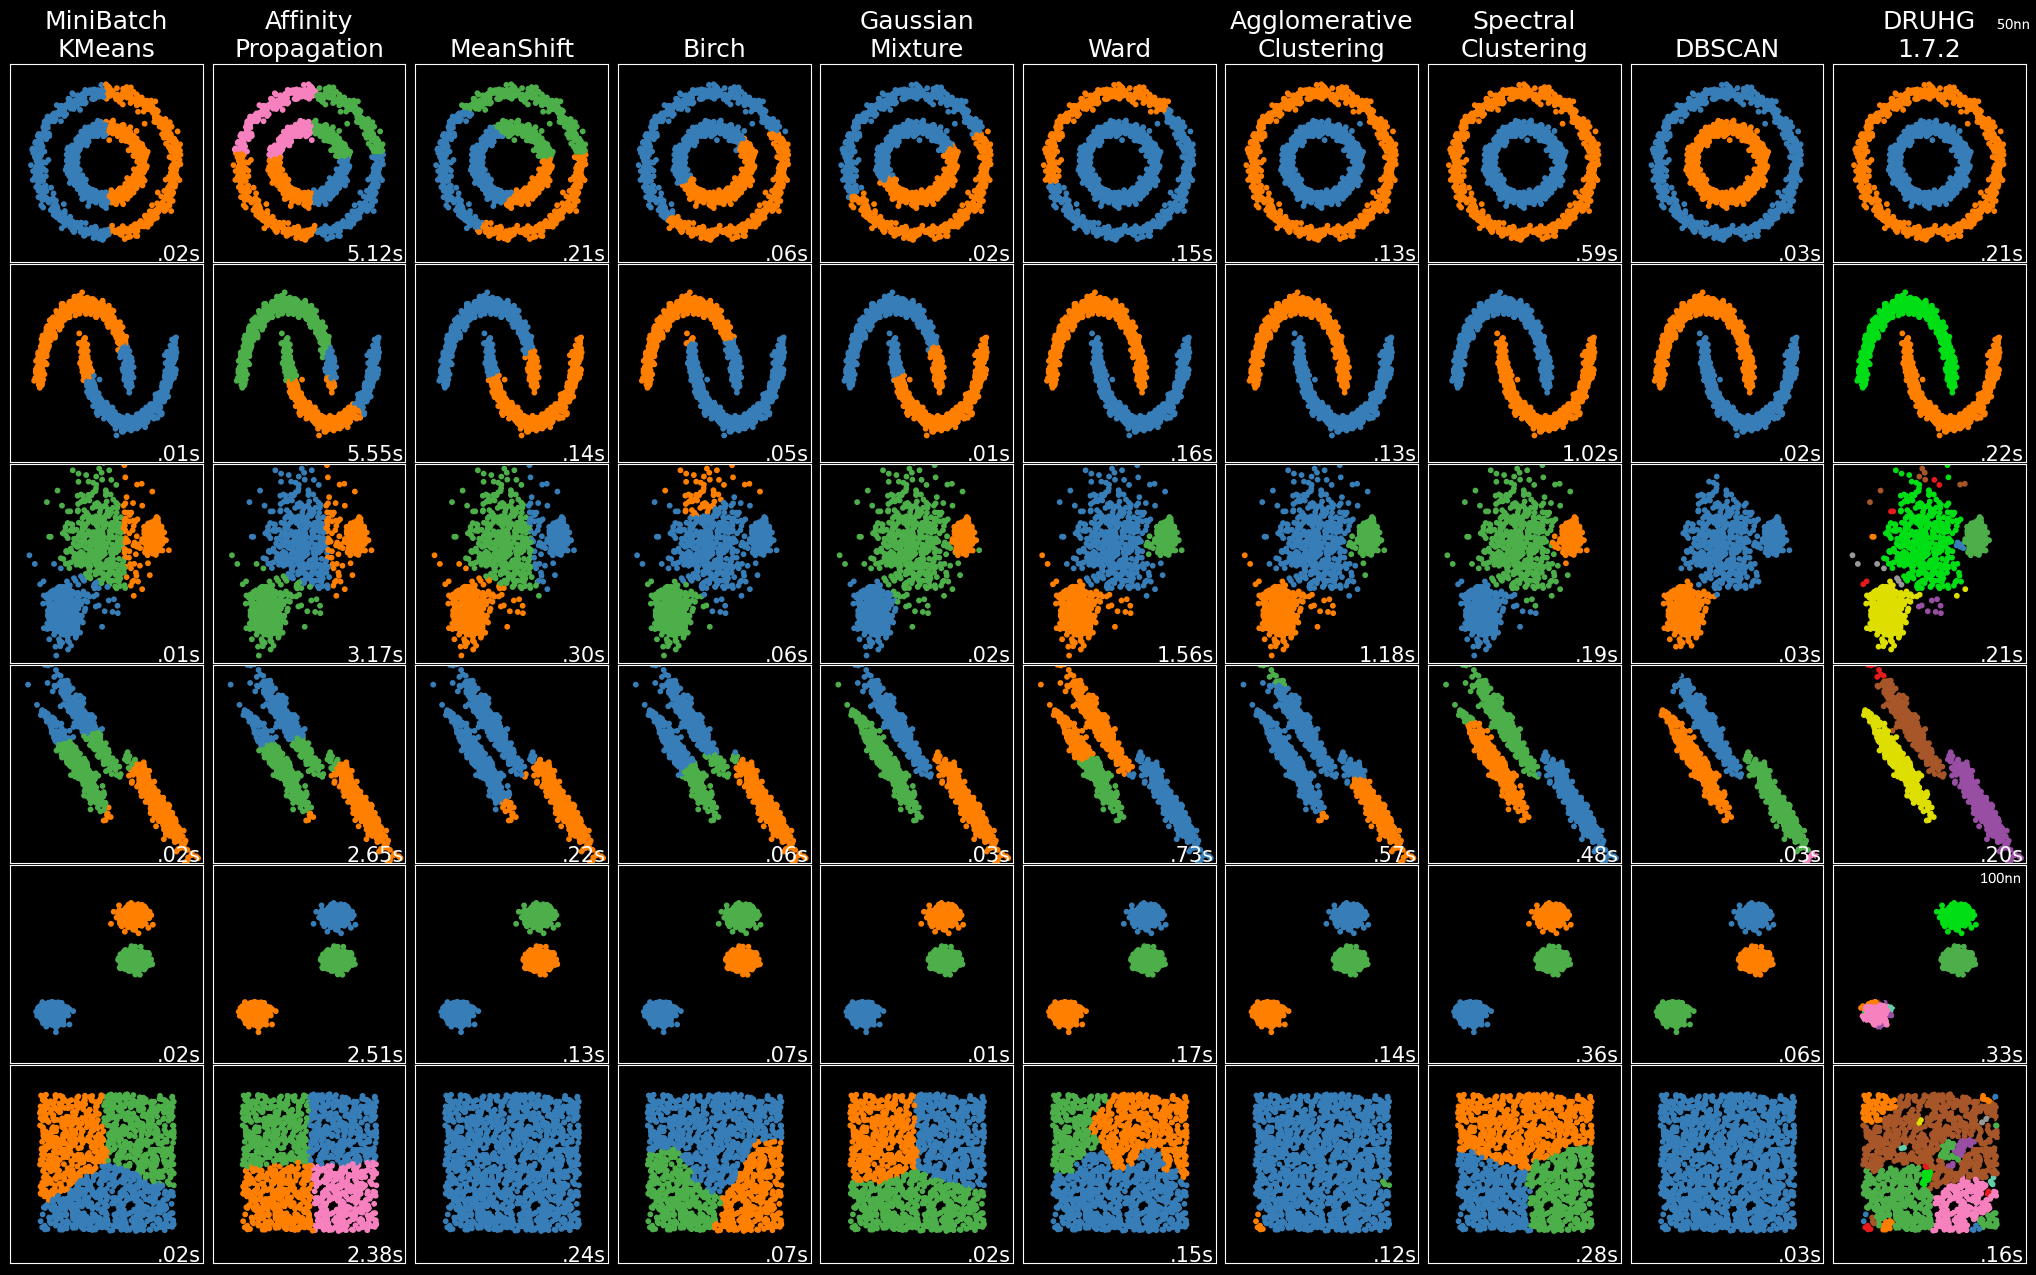 MiniBatch
KMeans
Affinity
Propagation
MeanShift
Birch
Gaussian
Mixture
Ward
Agglomerative
Clustering
Spectral
Clustering
DBSCAN
DRUHG
1.7.2
50nn
.02s
5.12s
.21s
.06s
.02s
.15s
.13s
.59s
.03s
.21s
.01s
5.55s
.14s
.05s
.01s
.16s
.13s
1.02s
.02s
.22s
.01s
3.17s
.30s
.06s
.02s
1.56s
1.18s
.19s
.03s
.21s
.02s
2.65s
.22s
.06s
.03s
.73s
.57s
.48s
.03s
.20s
100nn
.02s
2.51s
.13s
.07s
.01s
.17s
.14s
.36s
.06s
.33s
.02s
2.38s
.24s
.07s
.02s
.15s
.12s
.28s
.03s
.16s